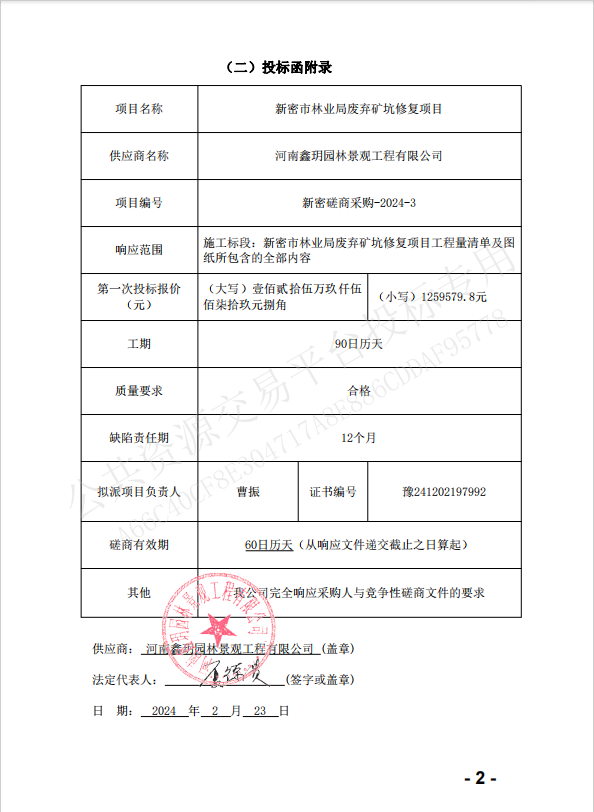 （二）投标函附录
项目名称
新密市林业局废弃矿坑修复项目
供应商名称
河南鑫玥园林景观工程有限公司
项目编号
新密磋商采购-2024-3
响应范围
施工标段：新密市林业局废弃矿坑修复项目工程量清单及图
纸所包含的全部内容
第一次投标报价
（元）
（大写）壹佰贰拾伍万玖仟伍
佰柒拾玖元捌角
（小写）1259579.8元
工期
90日历天
质量要求
合格
缺陷责任期
12个月
拟派项目负责人
曹振
证书编号
豫241202197992
磋商有效期
60日历天（从响应文件递交截止之日算起）
其他
我公司完全响应采购人与竞争性磋商文件的要求
公共资源交易平台投标专用
A66C40CF8E304717A8E886CDDAF95778
供应商：河南鑫玥园林景观工程有限公司（盖章）
法定代表人：（签字或盖章）
日 期：2024 年 2 月 23 日
- 2 -